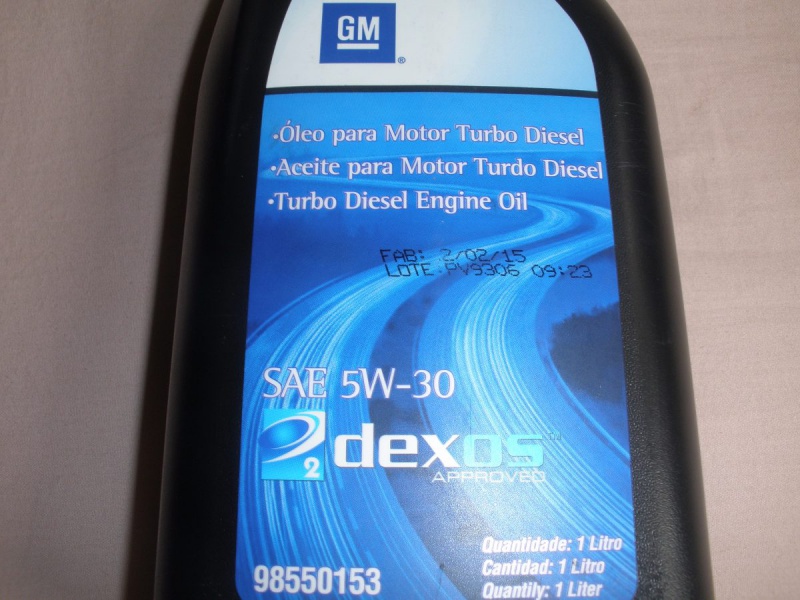 GM
®
•Óleo para Motor Turbo Diesel
•Aceite para Motor Turdo Diesel
•Turbo Diesel Engine Oil
FAB: 2/02/15
LOTE PV9306 09:23
SAE 5W-30
2 dexos™
APPROVED
98550153
Quantidade: 1 Litro
Cantidad: 1 Litro
Quantily: 1 Liter